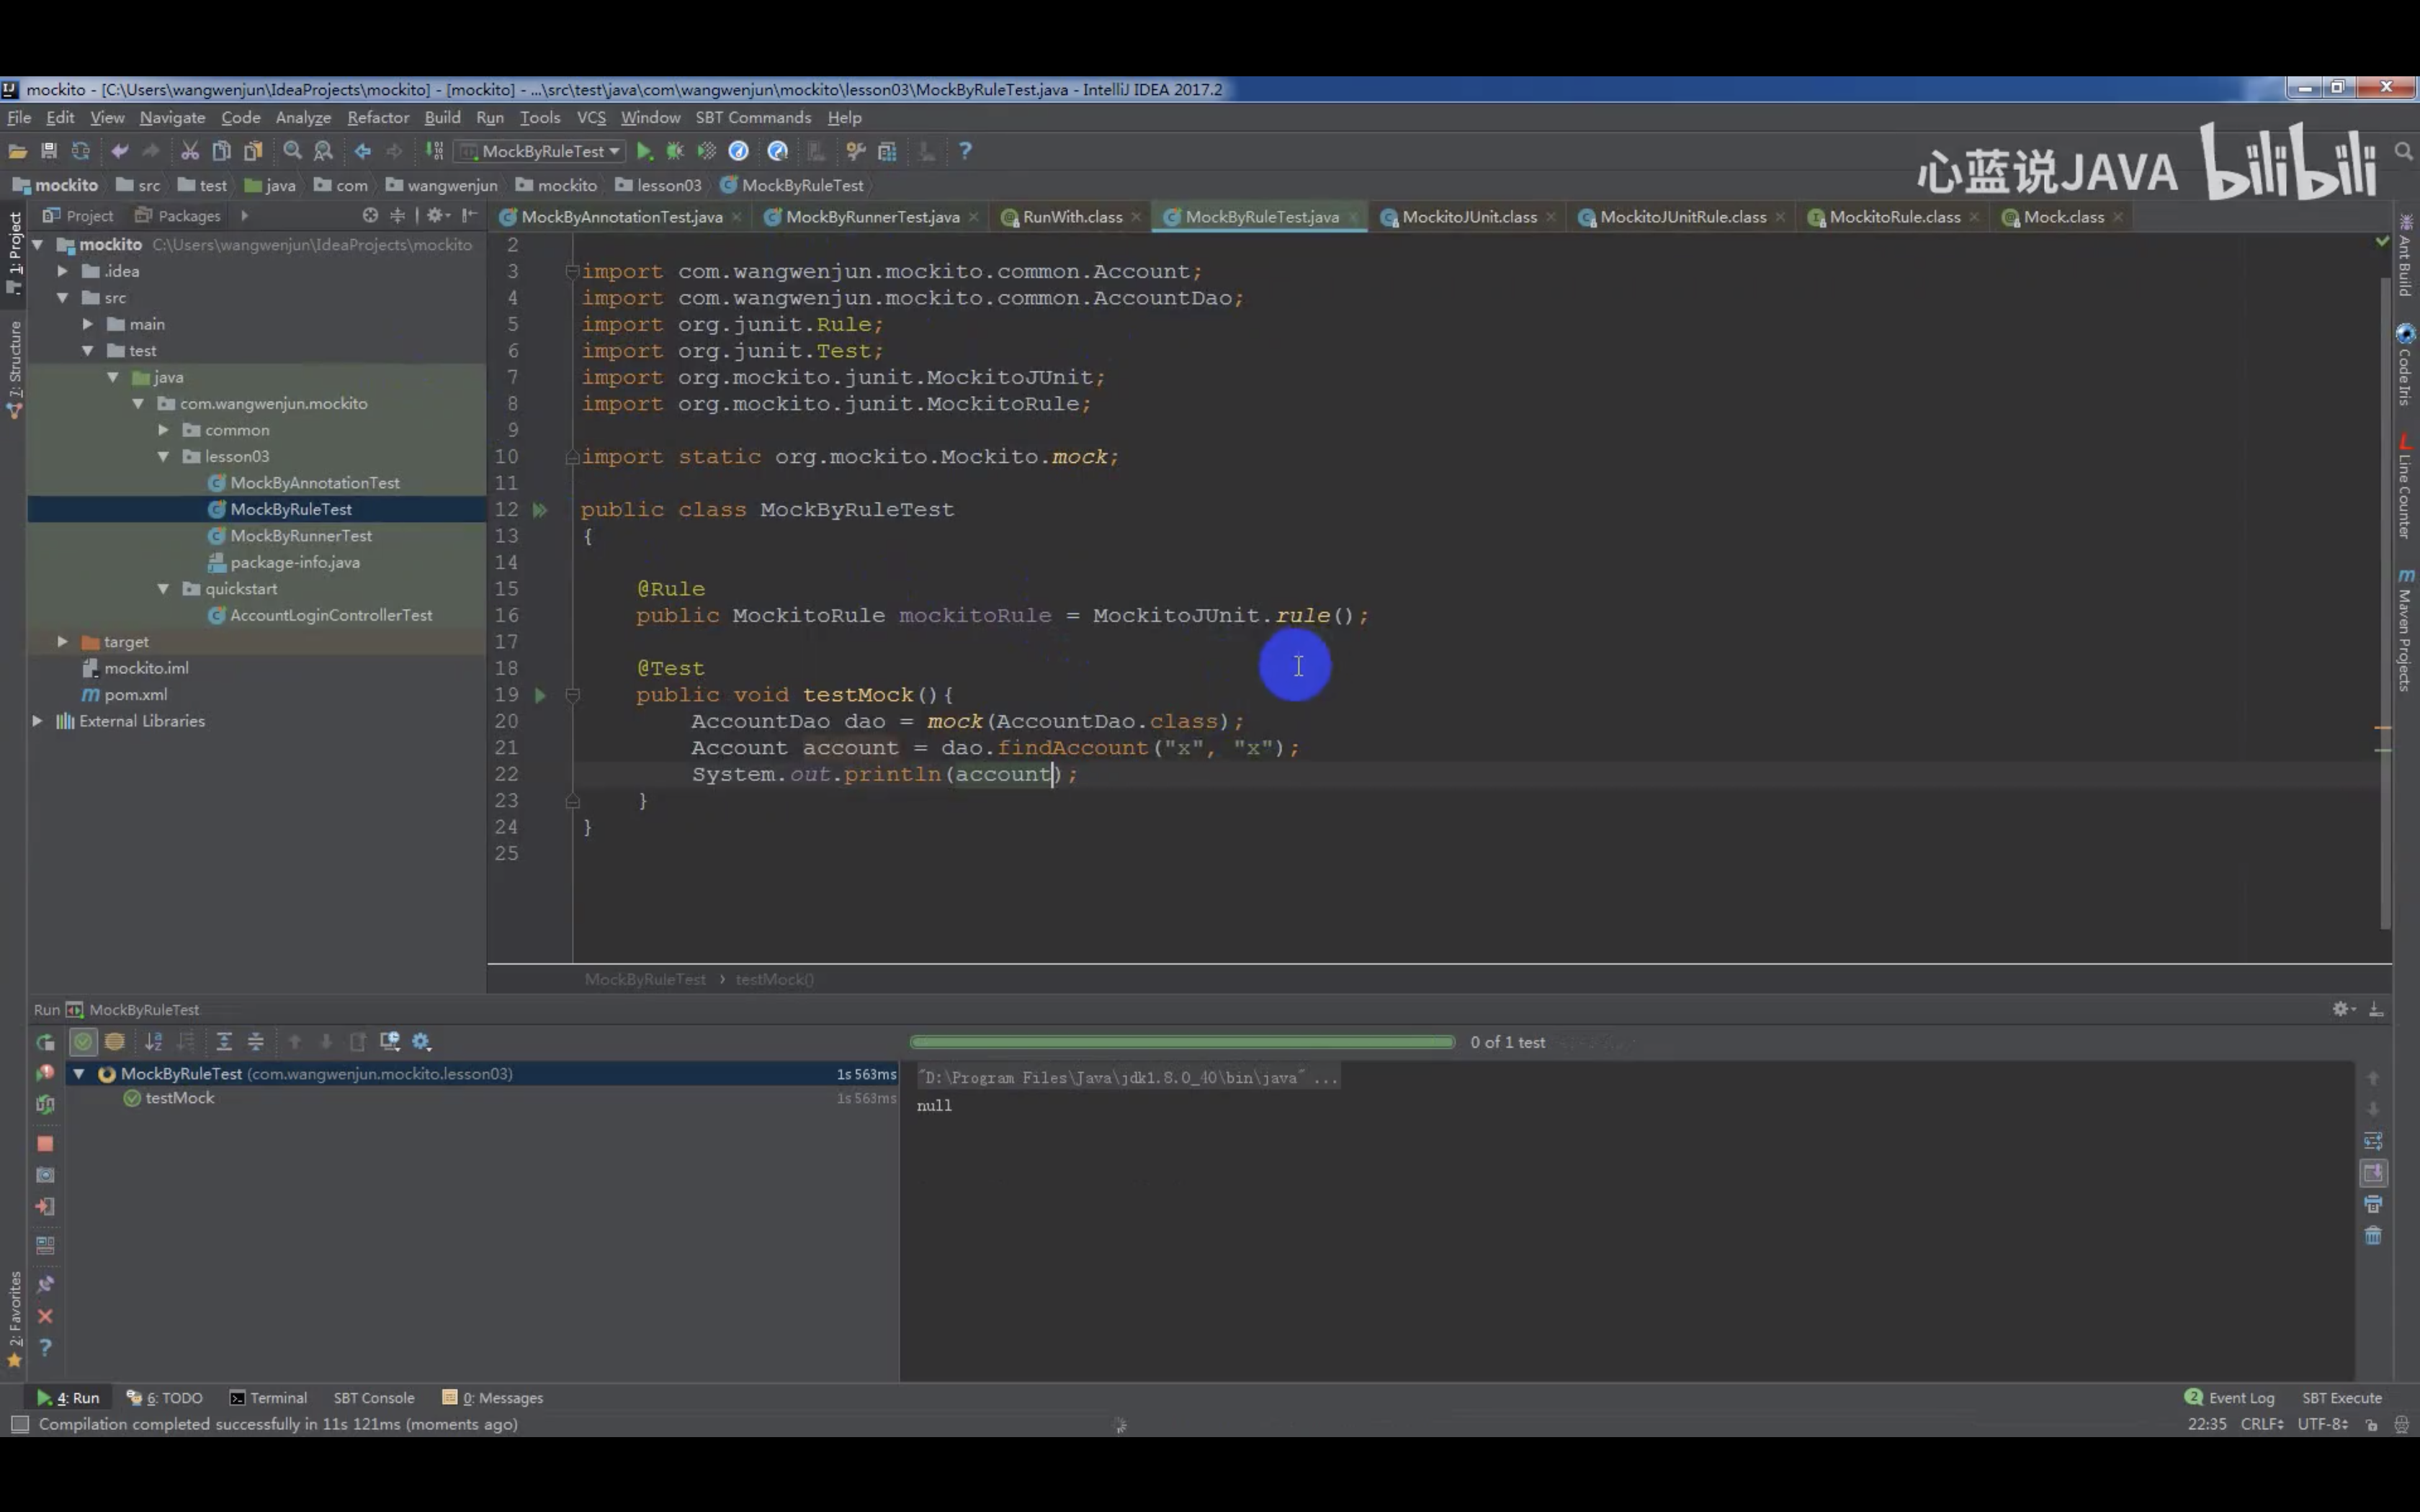 mockito - [C:\Users\wangwenjun\IdeaProjects\mockito] - [mockito] - ...\src\test\java\com\wangwenjun\mockito\lesson03\MockByRuleTest.java - IntelliJ IDEA 2017.2
File Edit View Navigate Code Analyze Refactor Build Run Tools VCS Window SBT Commands Help
MockByRuleTest
心蓝说JAVA bilibili
mockito src test java com wangwenjun mockito lesson03 MockByRuleTest
Project Packages
MockByAnnotationTest.java MockByRunnerTest.java RunWith.class MockByRuleTest.java MockitoJUnit.class MockitoJUnitRule.class MockitoRule.class Mock.class
1: Project
7: Structure
2: Favorites
mockito C:\Users\wangwenjun\IdeaProjects\mockito
.idea
src
main
test
java
com.wangwenjun.mockito
common
lesson03
MockByAnnotationTest
MockByRuleTest
MockByRunnerTest
package-info.java
quickstart
AccountLoginControllerTest
target
mockito.iml
pom.xml
External Libraries
2
3 import com.wangwenjun.mockito.common.Account;
4 import com.wangwenjun.mockito.common.AccountDao;
5 import org.junit.Rule;
6 import org.junit.Test;
7 import org.mockito.junit.MockitoJUnit;
8 import org.mockito.junit.MockitoRule;
9
10 import static org.mockito.Mockito.mock;
11
12 public class MockByRuleTest
13 {
14
15 @Rule
16 public MockitoRule mockitoRule = MockitoJUnit.rule();
17
18 @Test
19 public void testMock(){
20 AccountDao dao = mock(AccountDao.class);
21 Account account = dao.findAccount("x", "x");
22 System.out.println(account);
23 }
24 }
25
MockByRuleTest › testMock()
Ant Build
Code Iris
Line Counter
Maven Projects
Run MockByRuleTest
0 of 1 test
MockByRuleTest (com.wangwenjun.mockito.lesson03) 1s 563ms
testMock 1s 563ms
"D:\Program Files\Java\jdk1.8.0_40\bin\java" ...
null
4: Run 6: TODO Terminal SBT Console 0: Messages
2 Event Log SBT Execute
Compilation completed successfully in 11s 121ms (moments ago)
22:35 CRLF UTF-8